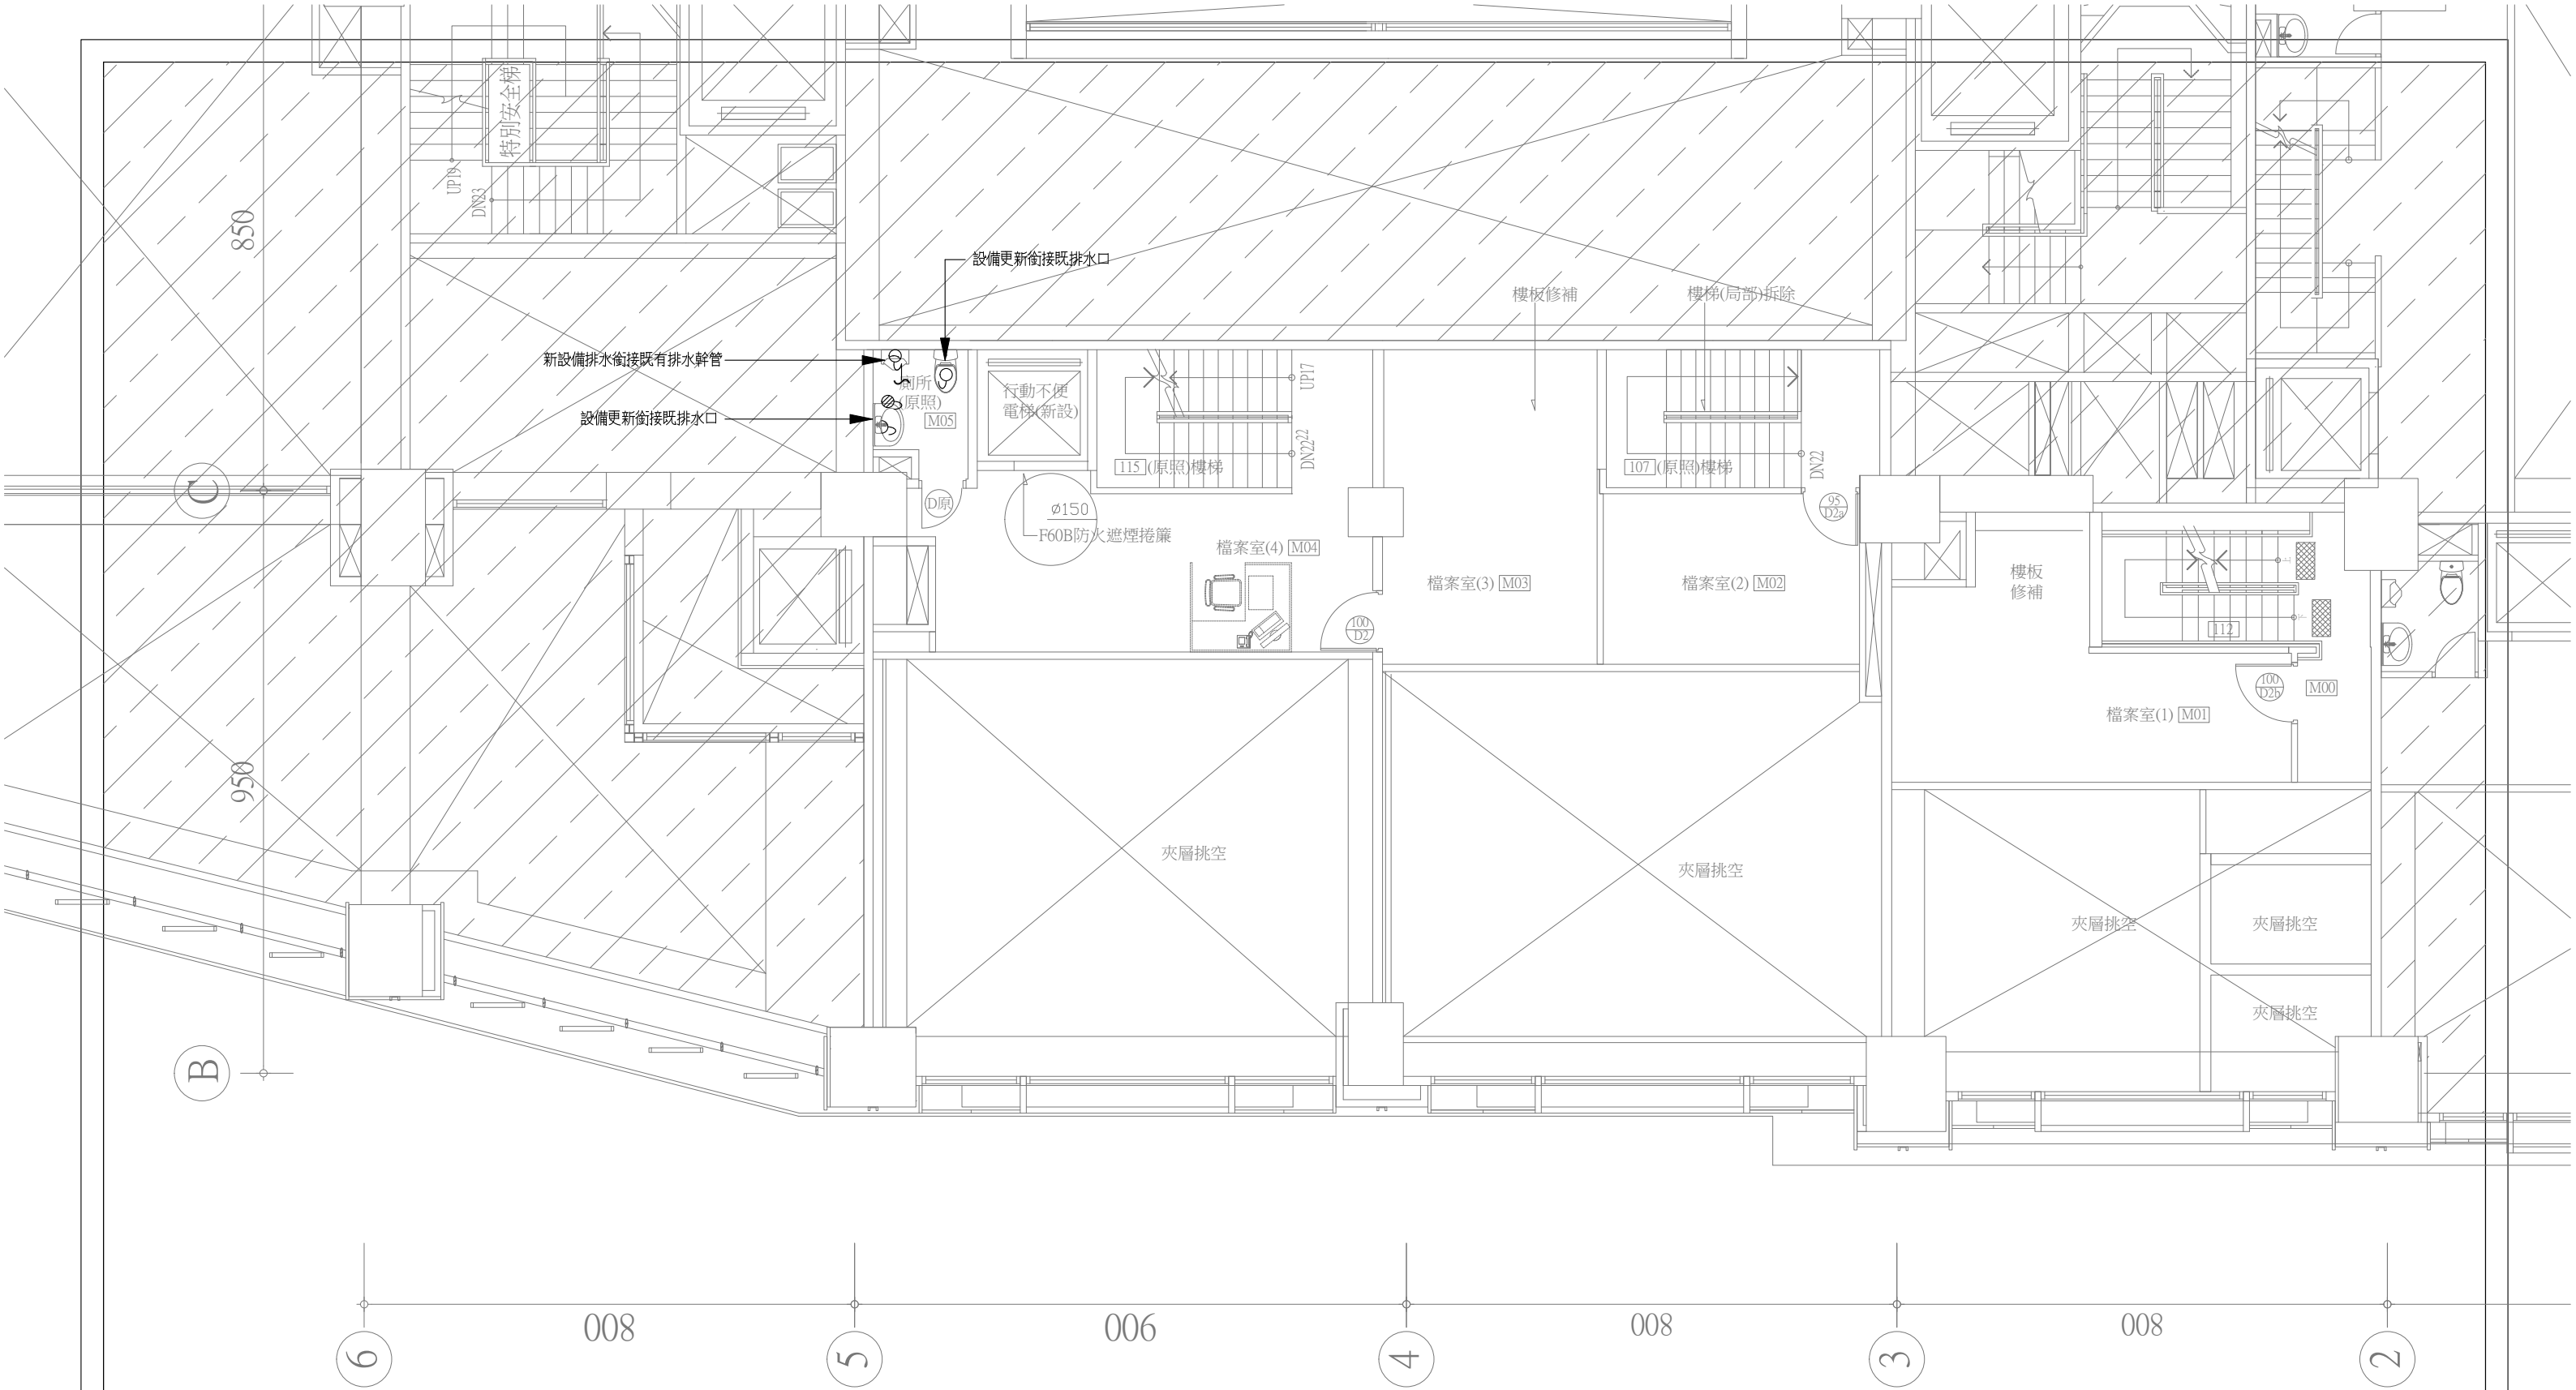 特別安全梯
UP19
DN23
850
設備更新銜接既排水口
樓板修補
樓梯(局部)拆除
新設備排水銜接既有排水幹管
廁所
(原照)
M05
設備更新銜接既排水口
行動不便
電梯(新設)
UP17
DN22
22
115 (原照)樓梯
107 (原照)樓梯
DN22
C
D原
ø150
F60B防火遮煙捲簾
95
D2a
檔案室(4) M04
檔案室(3) M03
檔案室(2) M02
樓板
修補
上
下
112
100
D2
100
D2b
M00
檔案室(1) M01
950
夾層挑空
夾層挑空
夾層挑空
夾層挑空
夾層挑空
B
800
900
800
800
6
5
4
3
2